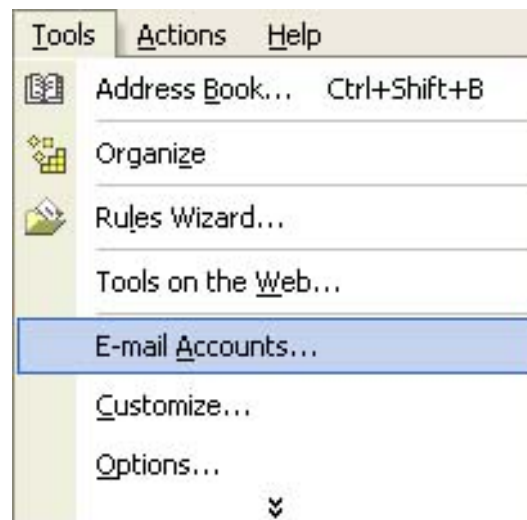 Tools Actions Help
Address Book... Ctrl+Shift+B
Organize
Rules Wizard...
Tools on the Web...
E-mail Accounts...
Customize...
Options...